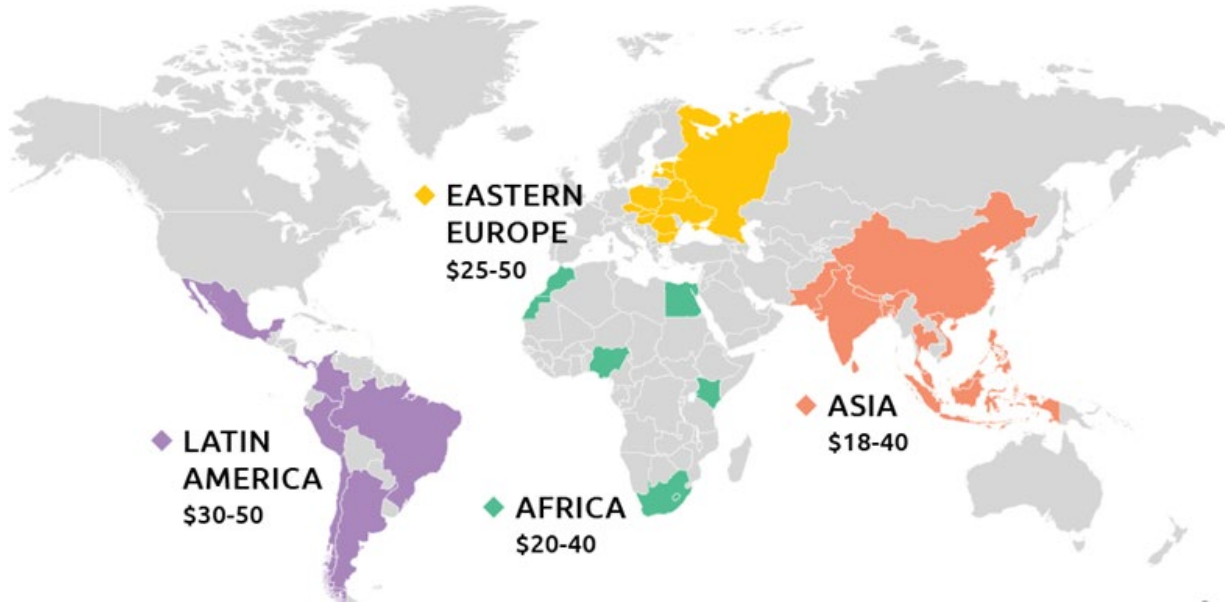 EASTERN
EUROPE
$25-50
ASIA
$18-40
LATIN
AMERICA
$30-50
AFRICA
$20-40